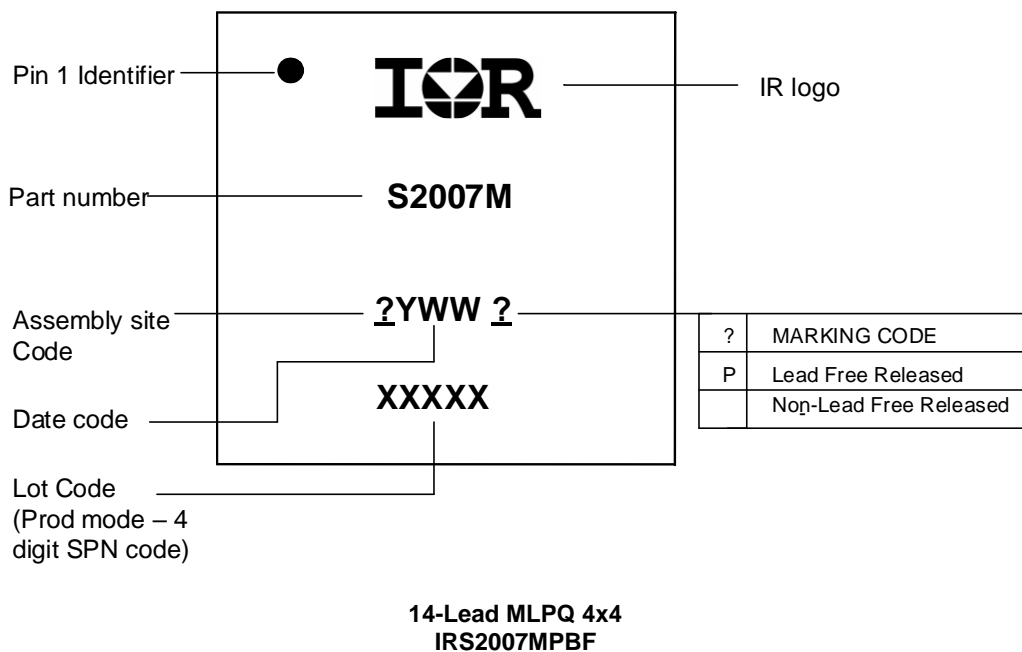 Pin 1 Identifier
IOR
IR logo
Part number
S2007M
Assembly site
Code
?YWW ?
? MARKING CODE
P Lead Free Released
Non-Lead Free Released
Date code
XXXXX
Lot Code
(Prod mode – 4
digit SPN code)
14-Lead MLPQ 4x4
IRS2007MPBF